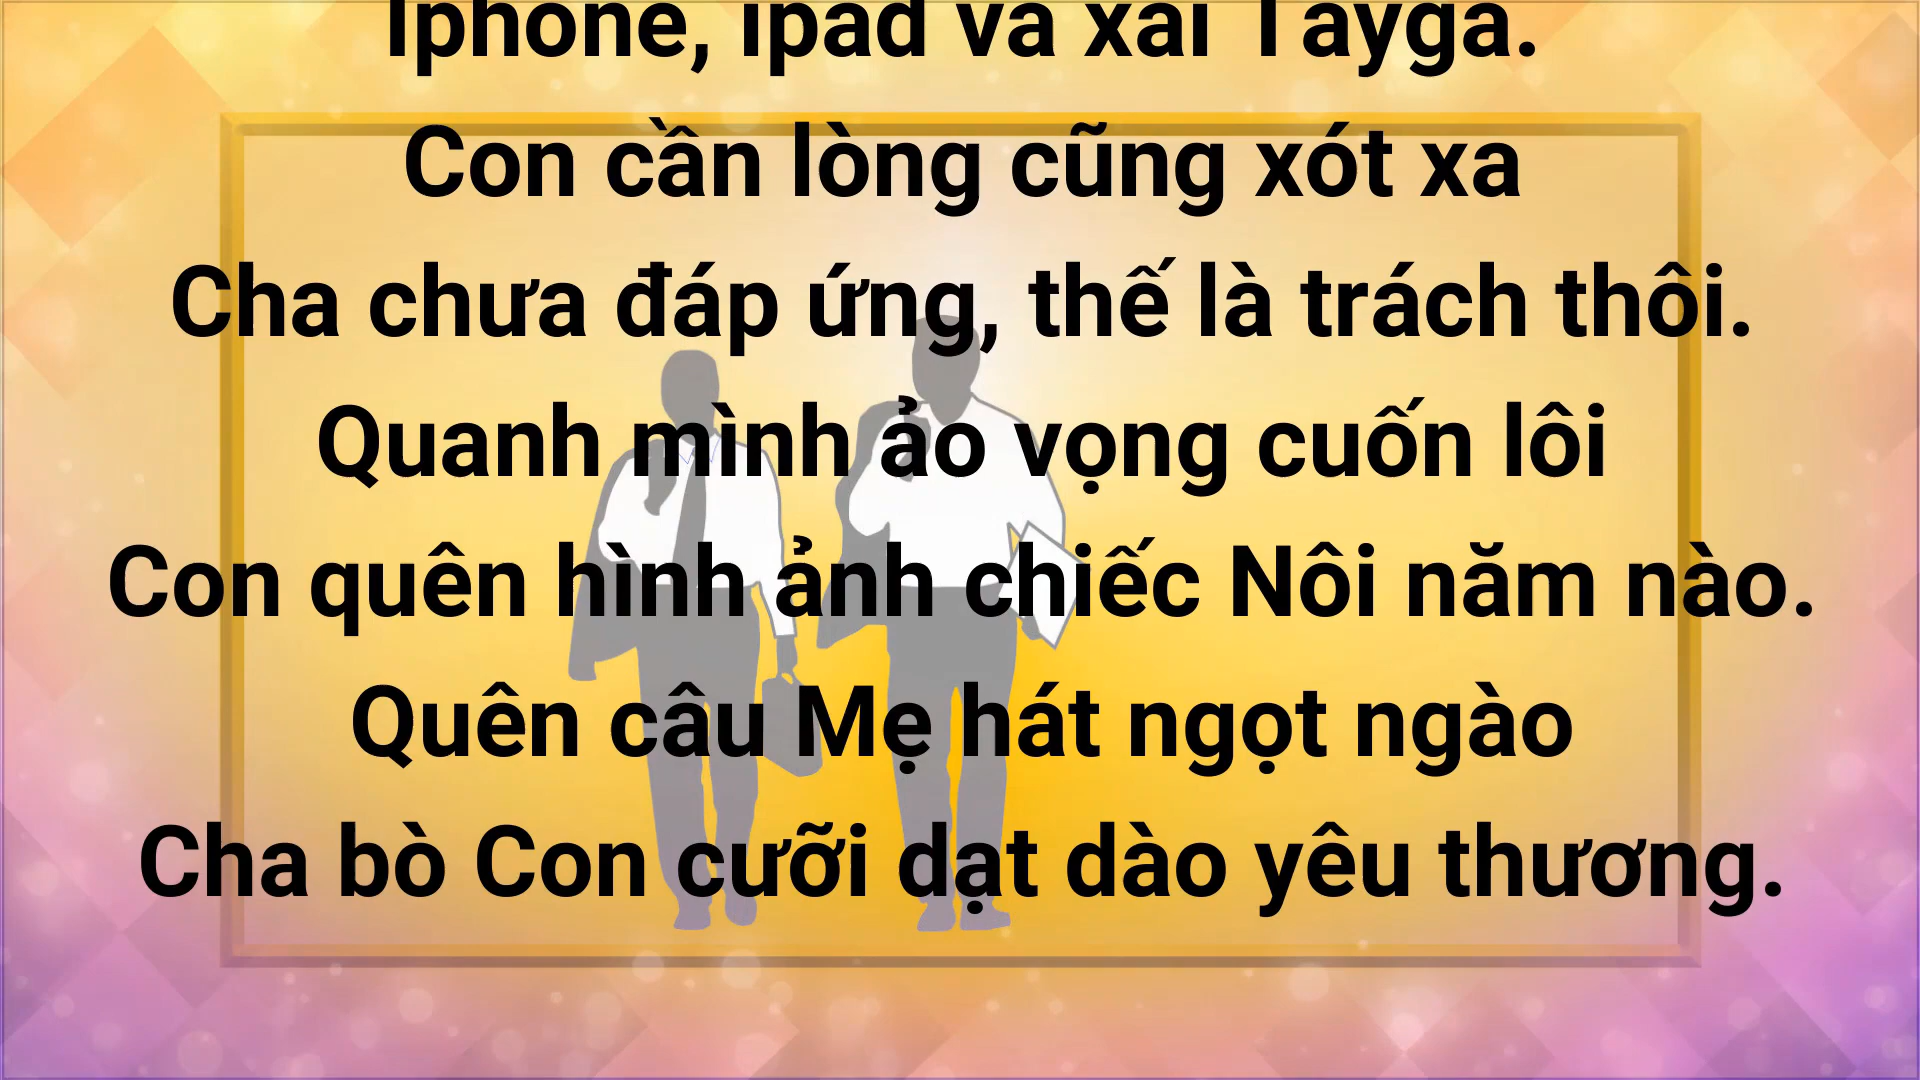 Iphone, ipad và xài Tayga.
Con cần lòng cũng xót xa
Cha chưa đáp ứng, thế là trách thôi.
Quanh mình ảo vọng cuốn lôi
Con quên hình ảnh chiếc Nôi năm nào.
Quên câu Mẹ hát ngọt ngào
Cha bò Con cưỡi dạt dào yêu thương.